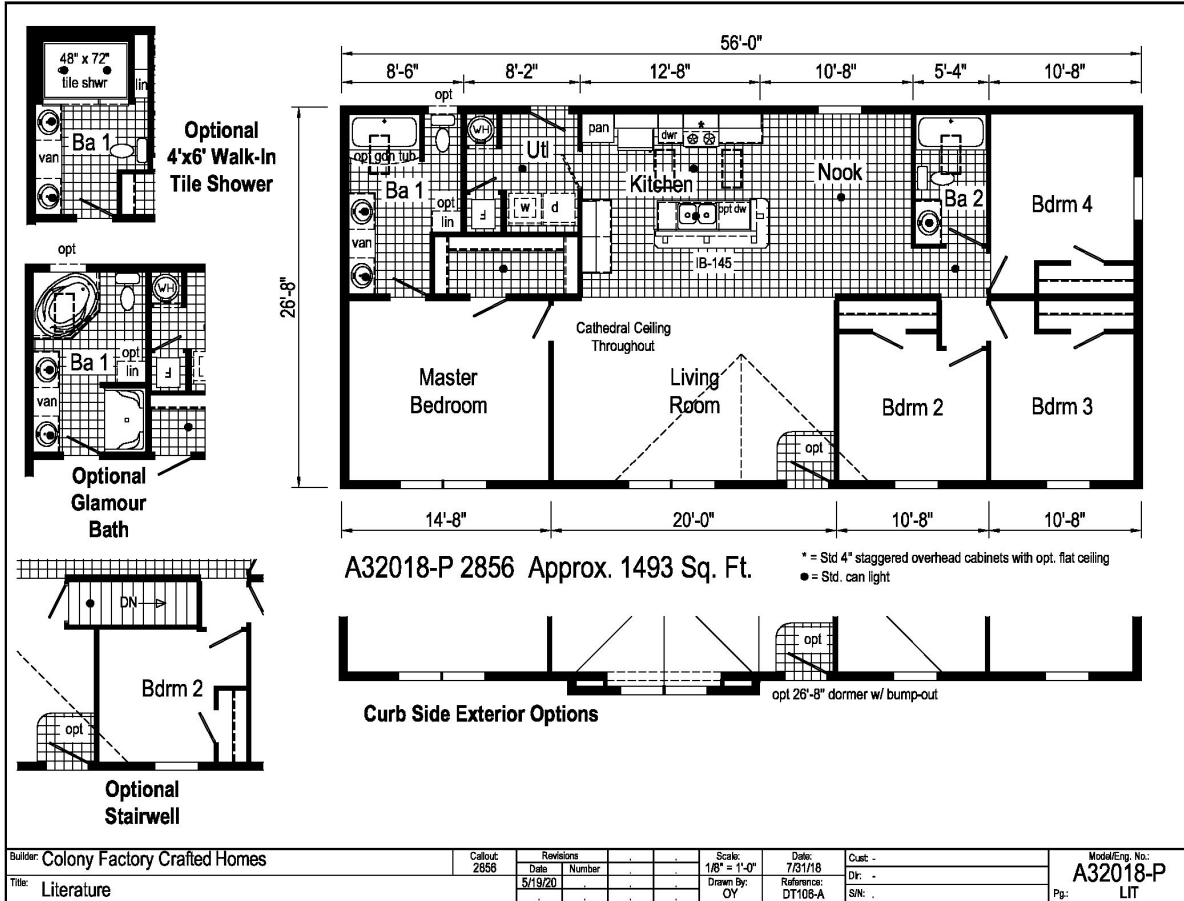 48" x 72"
tile shwr
lin
Ba 1
van
Optional
4'x6' Walk-In
Tile Shower
opt
WH
Ba 1
opt
lin
F
van
Optional
Glamour
Bath
DN
Bdrm 2
opt
Optional
Stairwell
56'-0"
8'-6"
8'-2"
12'-8"
10'-8"
5'-4"
10'-8"
26'-8"
opt
WH
Utl
pan
dwr
*
opt gdn tub
Ba 1
opt
lin
van
F
w
d
Kitchen
opt dw
IB-145
Nook
Ba 2
Bdrm 4
Cathedral Ceiling
Throughout
Master
Bedroom
Living
Room
opt
Bdrm 2
Bdrm 3
14'-8"
20'-0"
10'-8"
10'-8"
A32018-P 2856 Approx. 1493 Sq. Ft.
* = Std 4" staggered overhead cabinets with opt. flat ceiling
● = Std. can light
opt
opt 26'-8" dormer w/ bump-out
Curb Side Exterior Options
Builder: Colony Factory Crafted Homes
Title: Literature
Callout:
2856
Revisions
Date Number
5/19/20
Scale:
1/8" = 1'-0"
Drawn By:
OY
Date:
7/31/18
Reference:
DT106-A
Cust: -
Dlr: -
S/N: .
Model/Eng. No.:
A32018-P
Pg.: LIT